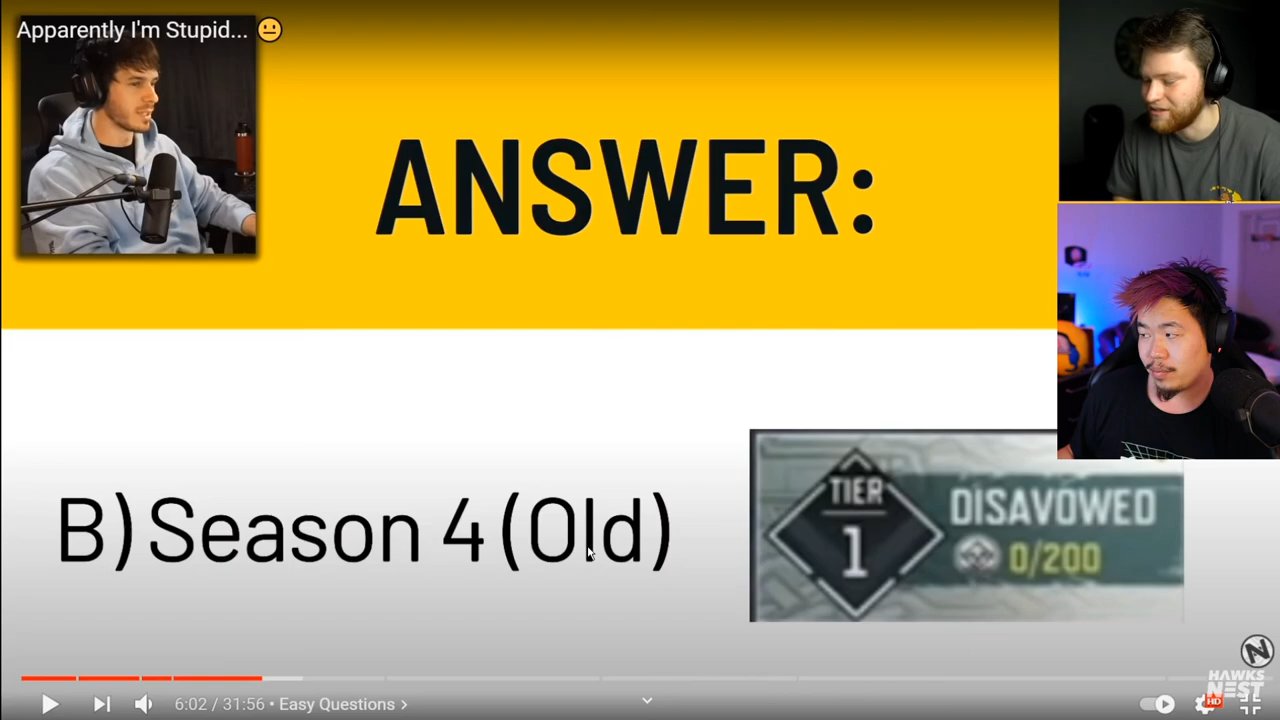 Apparently I'm Stupid... 😐
ANSWER:
B) Season 4 (Old)
TIER
1
DISAVOWED
0/200
N
HAWKS
NEST
6:02 / 31:56 • Easy Questions >
HD